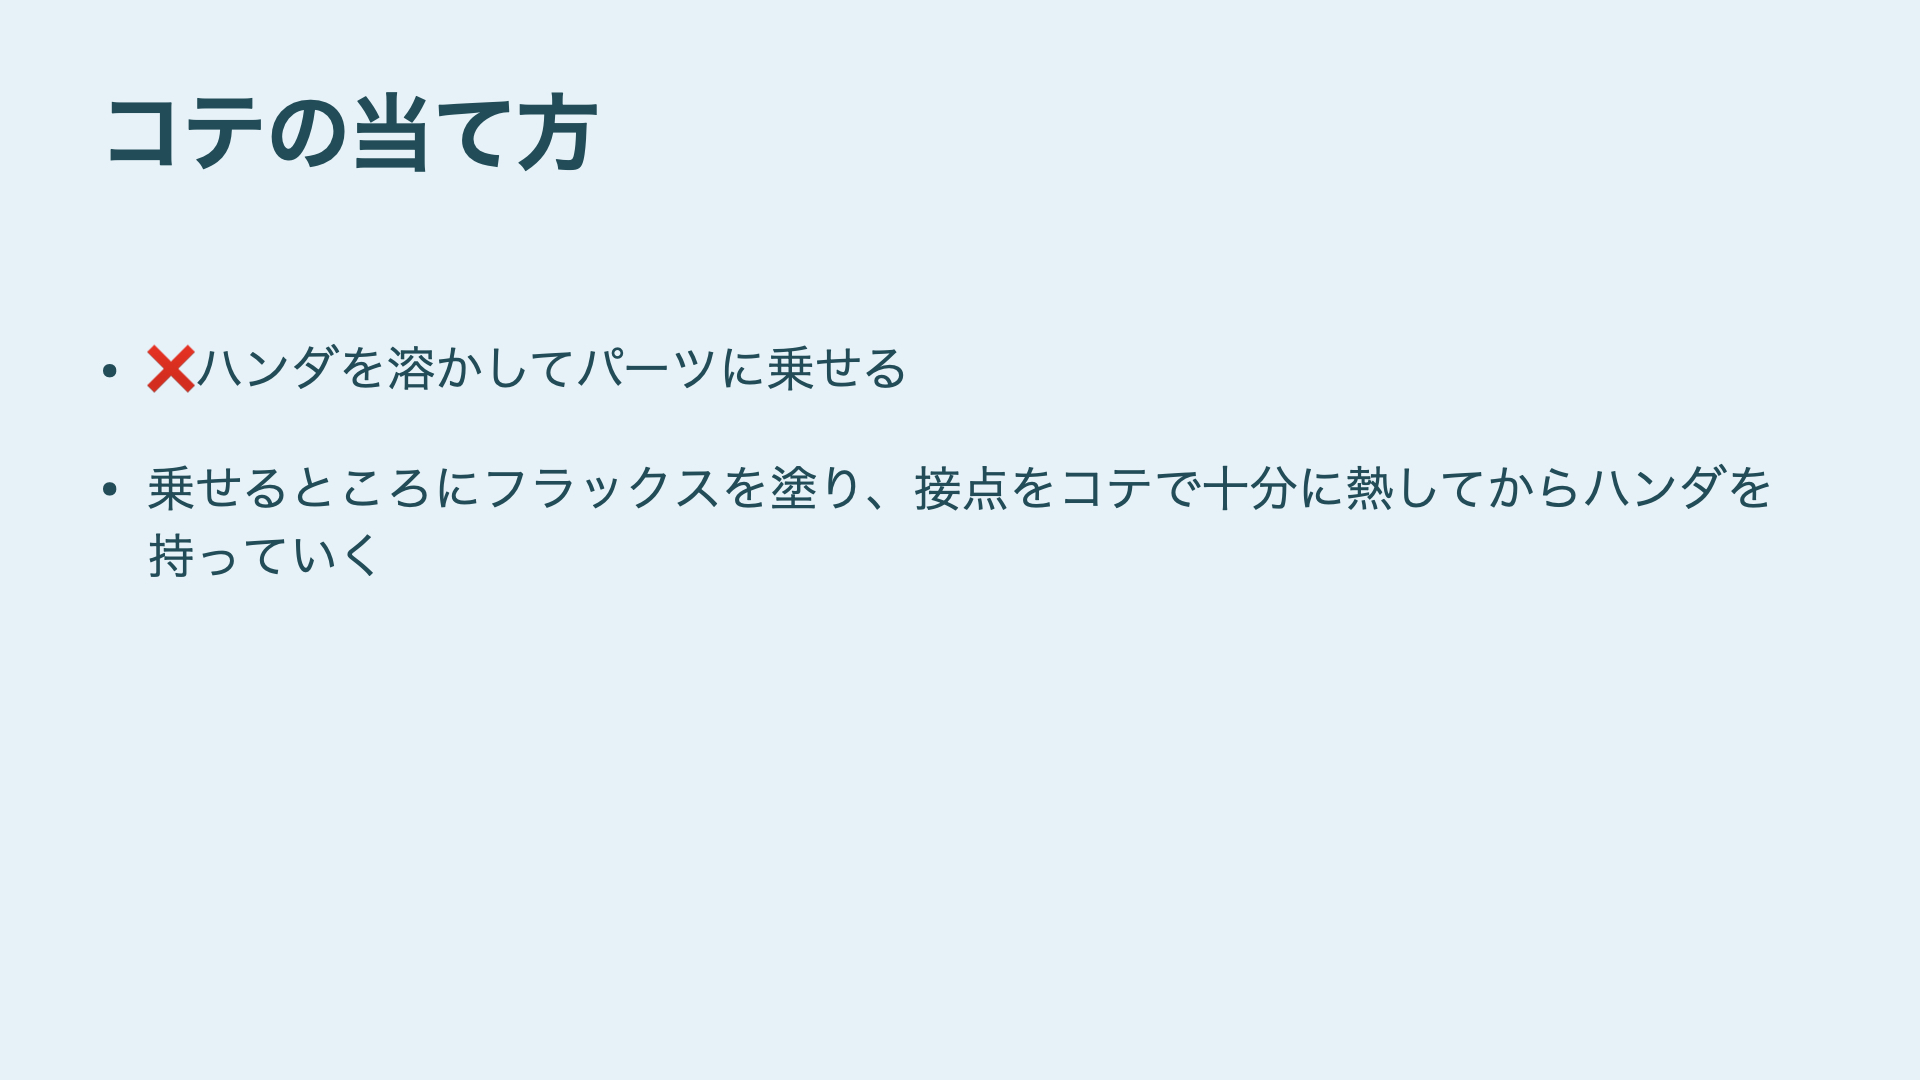 コテの当て方
• ❌ハンダを溶かしてパーツに乗せる
• 乗せるところにフラックスを塗り、接点をコテで十分に熱してからハンダを
持っていく